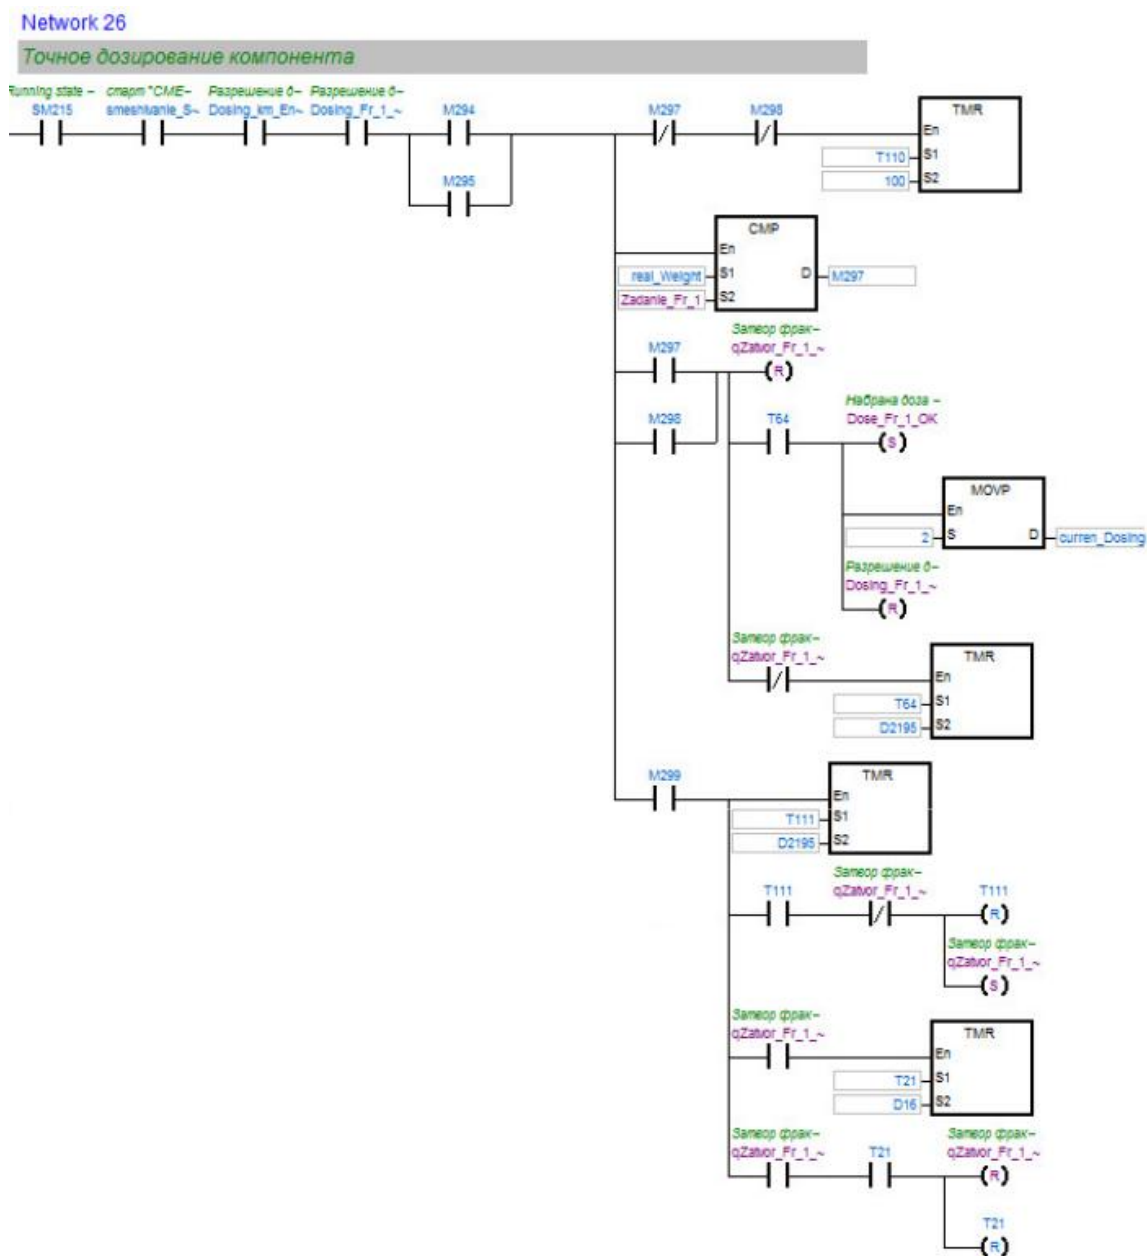 Network 26
Точное дозирование компонента
Running state – старт "СМЕ– Разрешение д– Разрешение д–
SM215 smeshivanie_S~ Dosing_km_En~ Dosing_Fr_1_~ M294 M297 M298 TMR
En
T110 S1
100 S2
M295
CMP
En
real_Weight S1 D M297
Zadanie_Fr_1 S2
Затвор фрак–
M297 qZatvor_Fr_1_~
R
Набрана доза –
M298 T64 Dose_Fr_1_OK
S
MOVP
En
2 S D curren_Dosing
Разрешение д–
Dosing_Fr_1_~
R
Затвор фрак–
qZatvor_Fr_1_~ TMR
En
T64 S1
D2195 S2
M299 TMR
En
T111 S1
D2195 S2
Затвор фрак–
T111 qZatvor_Fr_1_~ T111
R
Затвор фрак–
qZatvor_Fr_1_~
S
Затвор фрак–
qZatvor_Fr_1_~ TMR
En
T21 S1
D16 S2
Затвор фрак– Затвор фрак–
qZatvor_Fr_1_~ T21 qZatvor_Fr_1_~
R
T21
R